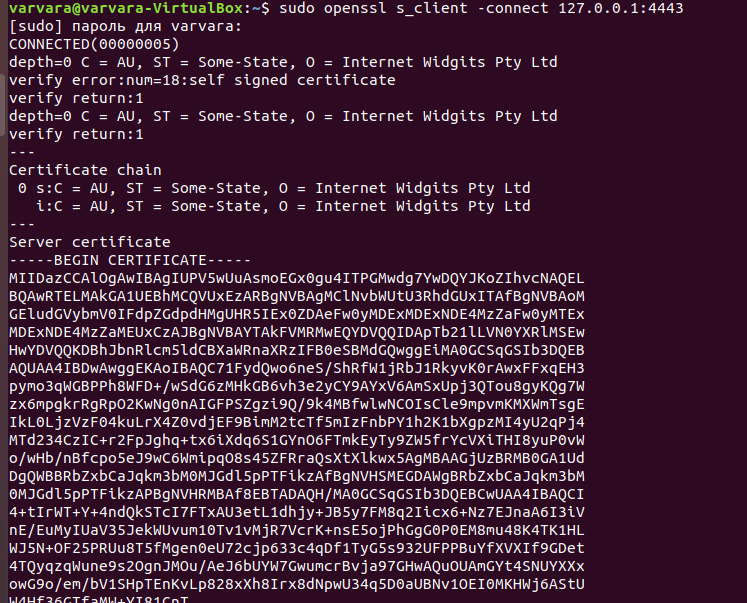 varvara@varvara-VirtualBox:~$ sudo openssl s_client -connect 127.0.0.1:4443
[sudo] пароль для varvara:
CONNECTED(00000005)
depth=0 C = AU, ST = Some-State, O = Internet Widgits Pty Ltd
verify error:num=18:self signed certificate
verify return:1
depth=0 C = AU, ST = Some-State, O = Internet Widgits Pty Ltd
verify return:1
---
Certificate chain
 0 s:C = AU, ST = Some-State, O = Internet Widgits Pty Ltd
   i:C = AU, ST = Some-State, O = Internet Widgits Pty Ltd
---
Server certificate
-----BEGIN CERTIFICATE-----
MIIDazCCAlOgAwIBAgIUPV5wUuAsmoEGx0gu4ITPGMwdg7YwDQYJKoZIhvcNAQEL
BQAwRTELMAkGA1UEBhMCQVUxEzARBgNVBAgMClNvbWUtU3RhdGUxITAfBgNVBAoM
GEludGVybmV0IFdpZGdpdHMgUHR5IEx0ZDAeFw0yMDExMDExNDE4MzZaFw0yMTEx
MDExNDE4MzZaMEUxCzAJBgNVBAYTAkFVMRMwEQYDVQQIDApTb21lLVN0YXRlMSEw
HwYDVQQKDBhJbnRlcm5ldCBXaWRnaXRzIFB0eSBMdGQwggEiMA0GCSqGSIb3DQEB
AQUAA4IBDwAwggEKAoIBAQC71FydQwo6neS/ShRfW1jRbJ1RkyvK0rAwxFFxqEH3
pymo3qWGBPPh8WFD+/wSdG6zMHkGB6vh3e2yCY9AYxV6AmSxUpj3QTou8gyKQg7W
zx6mpgkrRgRpO2KwNg0nAIGFPSZgzi9Q/9k4MBfwlwNCOIsCle9mpvmKMXWmTsgE
IkL0LjzVzF04kuLrX4Z0vdjEF9BimM2tcTf5mIzFnbPY1h2K1bXgpzMI4yU2qPj4
MTd234CzIC+r2FpJghq+tx6iXdq6S1GYnO6FTmkEyTy9ZW5frYcVXiTHI8yuP0vW
o/wHb/nBfcpo5eJ9wC6WmipqO8s45ZFRraQsXtXlkwx5AgMBAAGjUzBRMB0GA1Ud
DgQWBBRbZxbCaJqkm3bM0MJGdl5pPTFikzAfBgNVHSMEGDAWgBRbZxbCaJqkm3bM
0MJGdl5pPTFikzAPBgNVHRMBAf8EBTADAQH/MA0GCSqGSIb3DQEBCwUAA4IBAQCI
4+tIrWT+Y+4ndQkSTcI7FTxAU3etL1dhjy+JB5y7FM8q2Iicx6+Nz7EJnaA6I3iV
nE/EuMyIUaV35JekWUvum10Tv1vMjR7VcrK+nsE5ojPhGgG0P0EM8mu48K4TK1HL
WJ5N+OF25PRUu8T5fMgen0eU72cjp633c4qDf1TyG5s932UFPPBuYfXVXIf9GDet
4TQyqzqWune9s2OgnJMOu/AeJ6bUYW7GwumcrBvja97GHwAQuOUAmGYt4SNUYXXx
owG9o/em/bV1SHpTEnKvLp828xXh8Irx8dNpwU34q5D0aUBNv1OEI0MKHWj6AStU
W4Hf36GTfaMW+YI81CpT